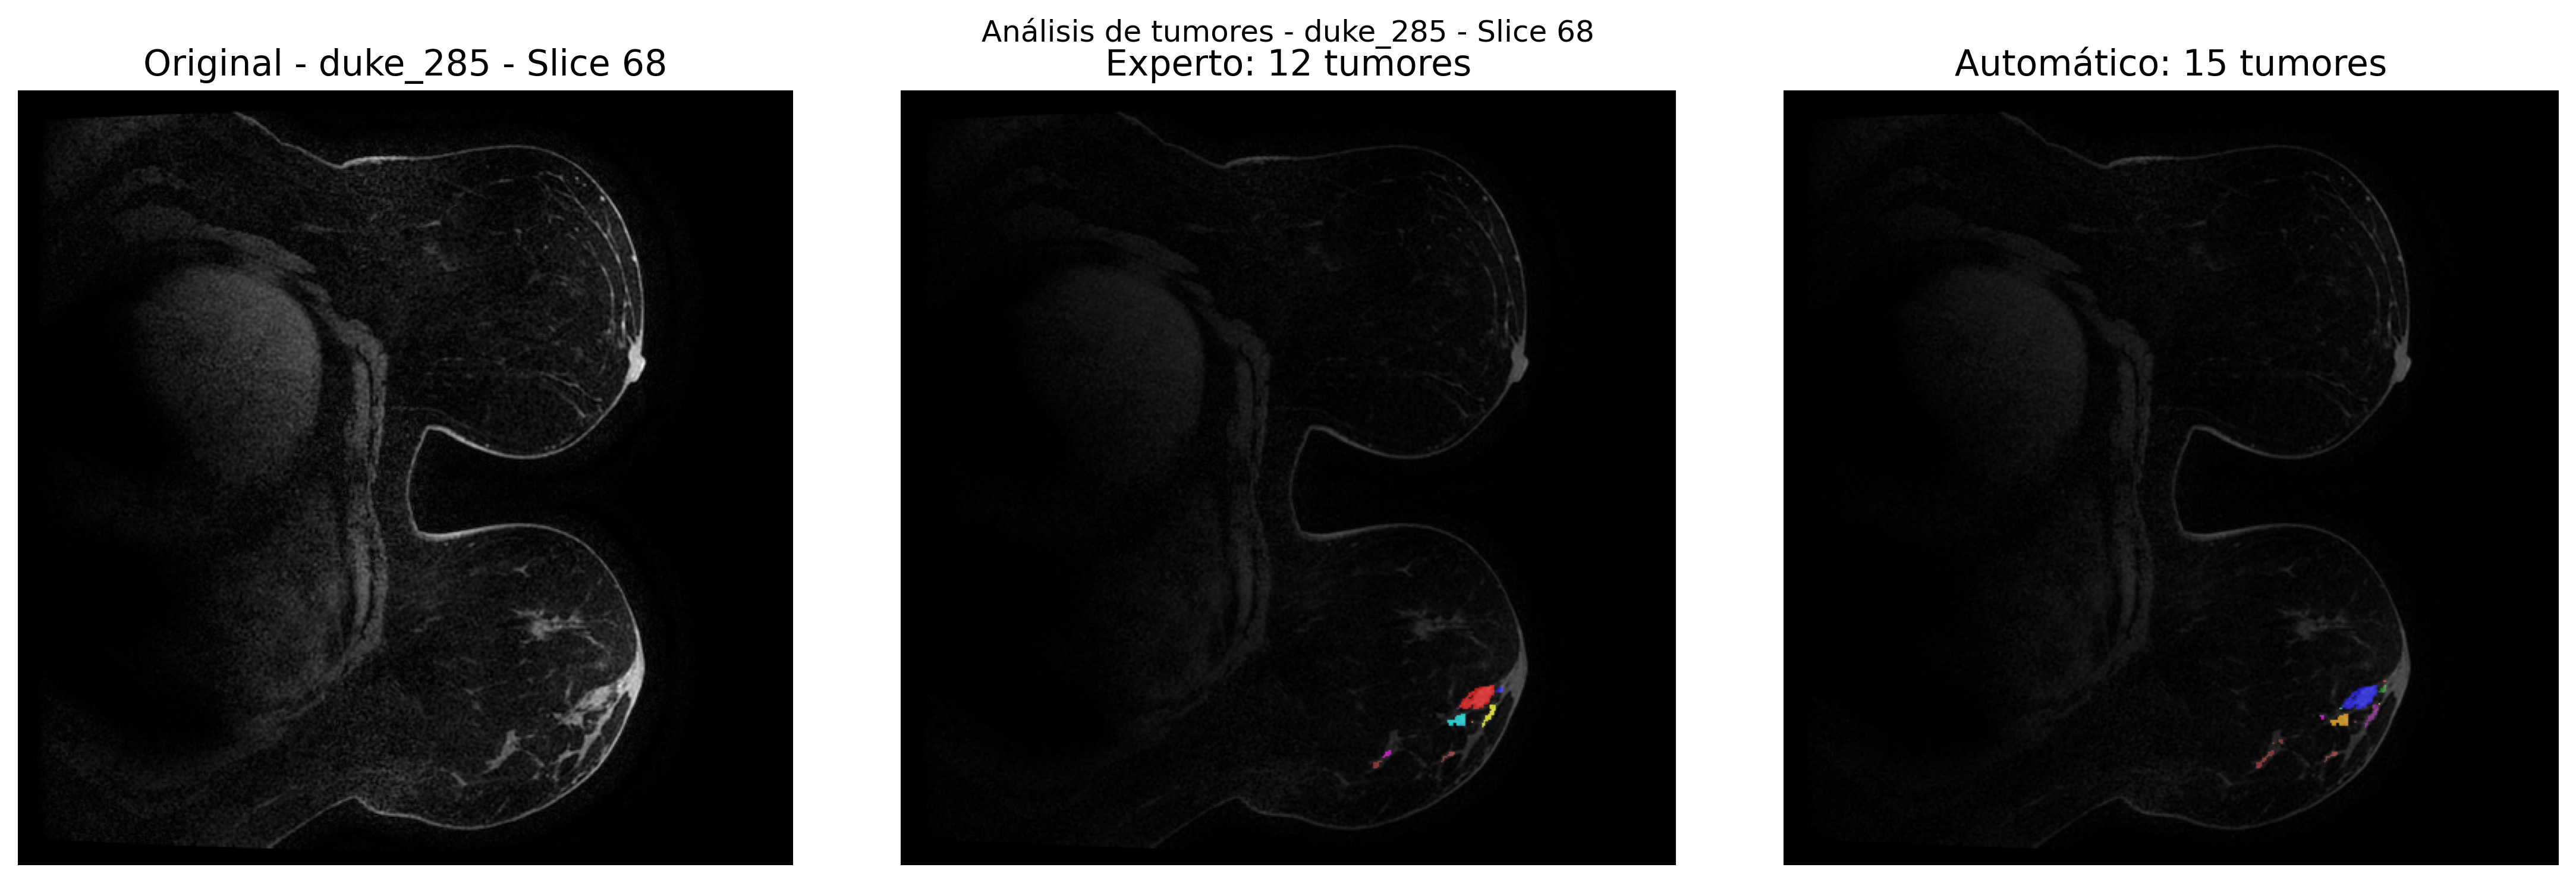 Análisis de tumores - duke_285 - Slice 68
Original - duke_285 - Slice 68
Experto: 12 tumores
Automático: 15 tumores